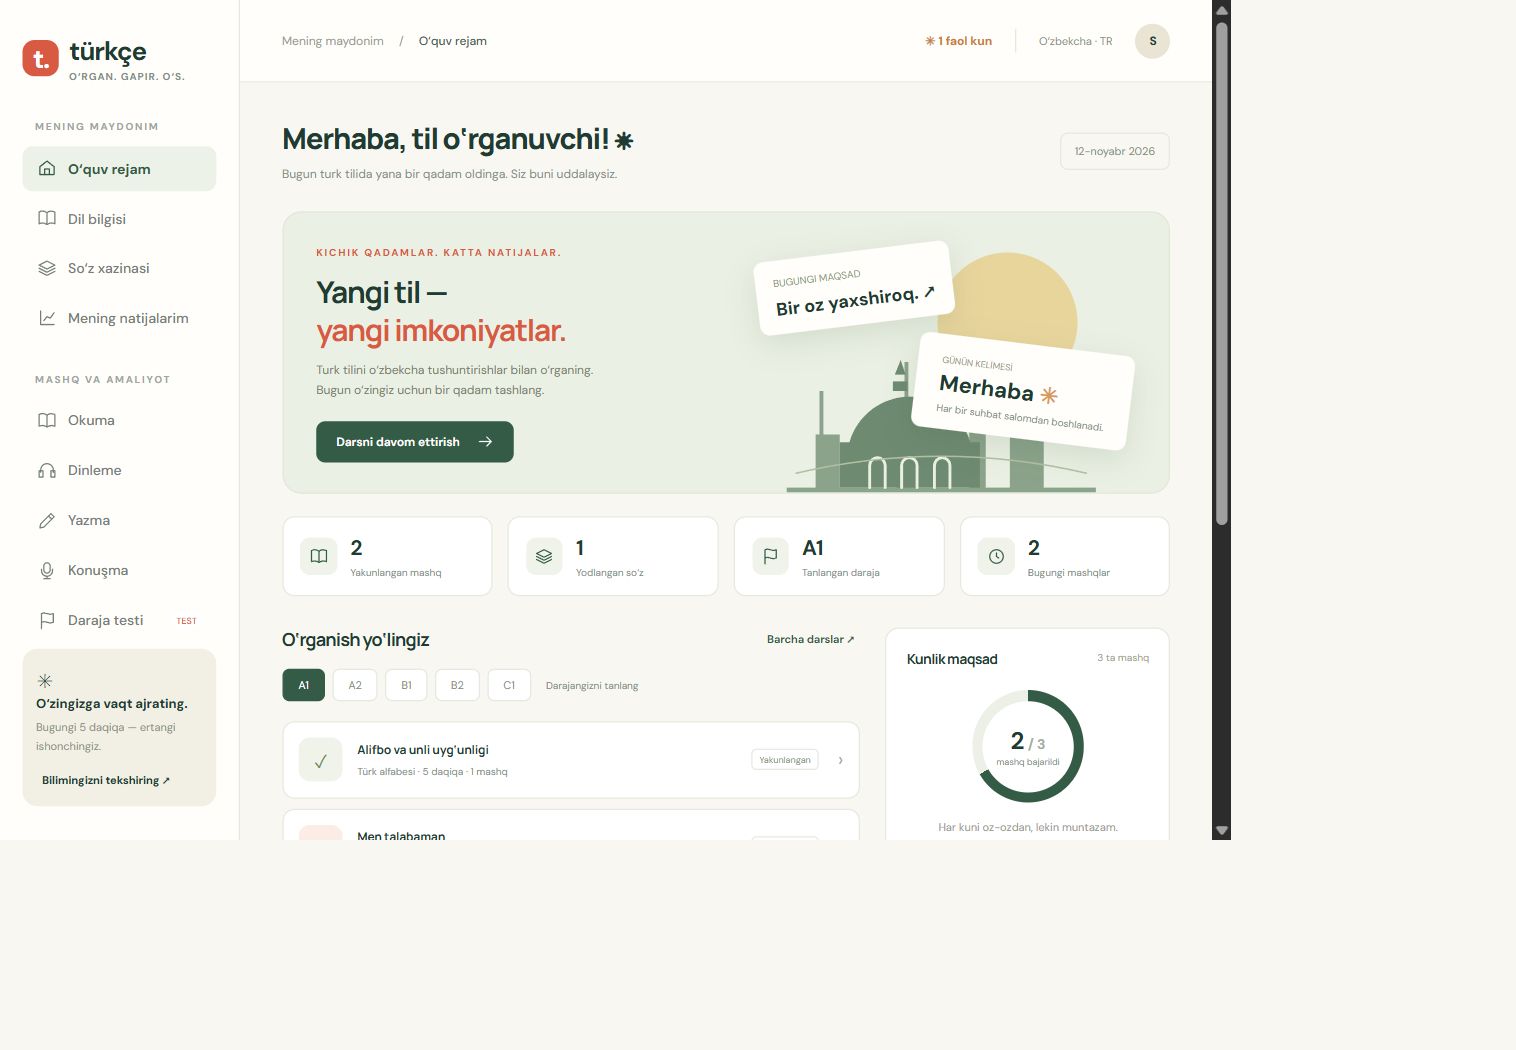 t.
türkçe
O‘RGAN. GAPIR. O‘S.
MENING MAYDONIM
O‘quv rejam
Dil bilgisi
So‘z xazinasi
Mening natijalarim
MASHQ VA AMALIYOT
Okuma
Dinleme
Yazma
Konuşma
Daraja testi TEST
✳
O‘zingizga vaqt ajrating.
Bugungi 5 daqiqa — ertangi
ishonchingiz.
Bilimingizni tekshiring ↗
Mening maydonim / O‘quv rejam
✳ 1 faol kun
O‘zbekcha · TR
S
Merhaba, til o‘rganuvchi! ✴
Bugun turk tilida yana bir qadam oldinga. Siz buni uddalaysiz.
12-noyabr 2026
KICHIK QADAMLAR. KATTA NATIJALAR.
Yangi til —
yangi imkoniyatlar.
Turk tilini o‘zbekcha tushuntirishlar bilan o‘rganing.
Bugun o‘zingiz uchun bir qadam tashlang.
Darsni davom ettirish →
BUGUNGI MAQSAD
Bir oz yaxshiroq. ↗
GÜNÜN KELİMESİ
Merhaba ✳
Har bir suhbat salomdan boshlanadi.
2
Yakunlangan mashq
1
Yodlangan so‘z
A1
Tanlangan daraja
2
Bugungi mashqlar
O‘rganish yo‘lingiz
Barcha darslar ↗
A1 A2 B1 B2 C1 Darajangizni tanlang
✓
Alifbo va unli uyg‘unligi
Türk alfabesi · 5 daqiqa · 1 mashq
Yakunlangan ›
Men talabaman
Kunlik maqsad
3 ta mashq
2 / 3
mashq bajarildi
Har kuni oz-ozdan, lekin muntazam.